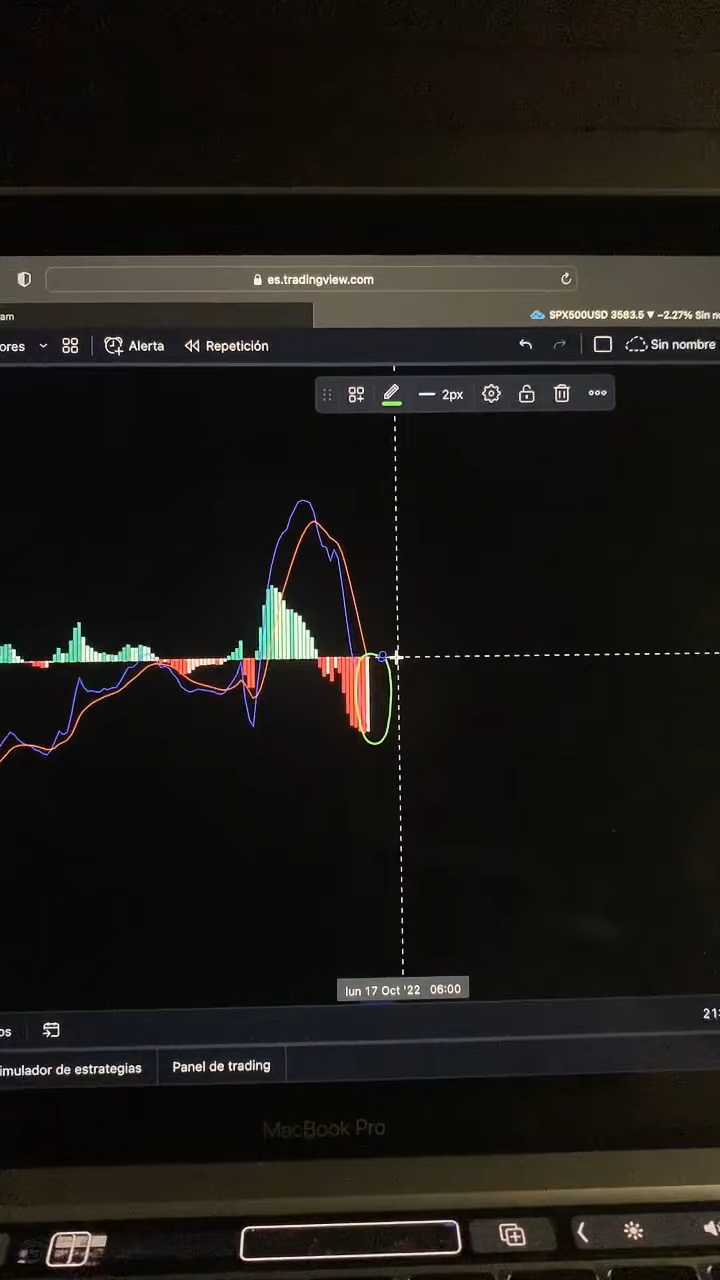 es.tradingview.com
am
SPX500USD 3583.5 ▼ −2.27% Sin no
ores
Alerta
Repetición
Sin nombre
2px
lun 17 Oct '22 06:00
os
21:
imulador de estrategias
Panel de trading
MacBook Pro